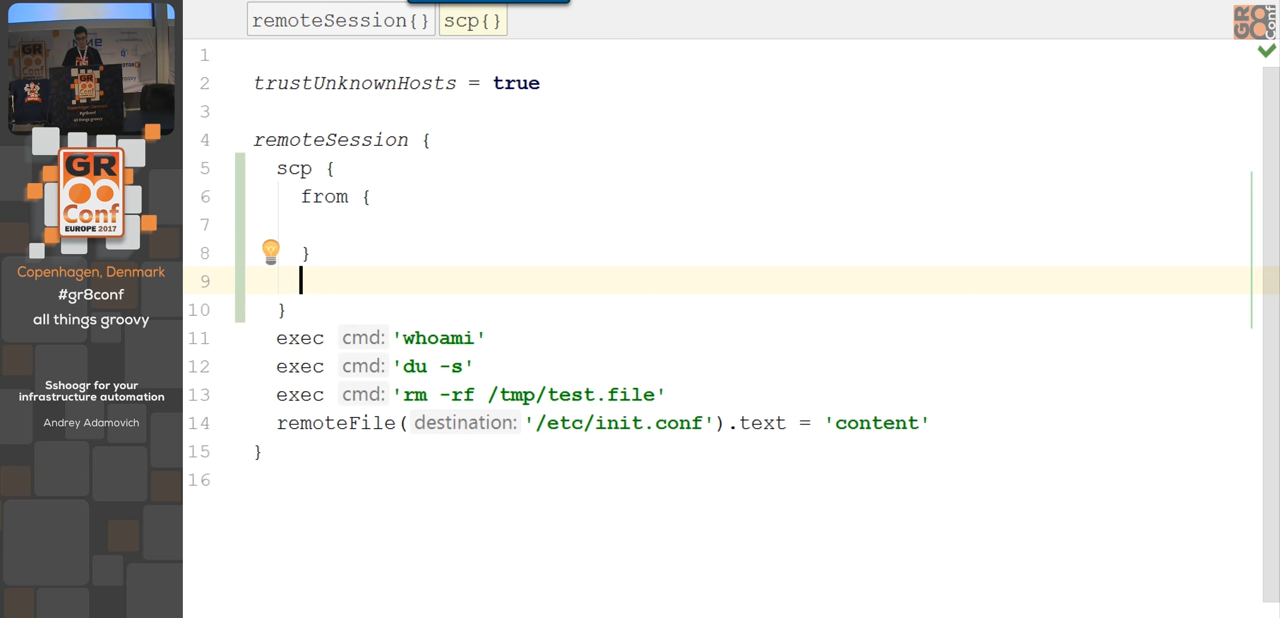 remoteSession{} scp{}
1
2 trustUnknownHosts = true
3
4 remoteSession {
5 scp {
6 from {
7
8 }
9
10 }
11 exec cmd: 'whoami'
12 exec cmd: 'du -s'
13 exec cmd: 'rm -rf /tmp/test.file'
14 remoteFile( destination: '/etc/init.conf').text = 'content'
15 }
16
GR
Conf
EUROPE 2017
Copenhagen, Denmark
#gr8conf
all things groovy
Sshoogr for your
infrastructure automation
Andrey Adamovich
GR8Conf